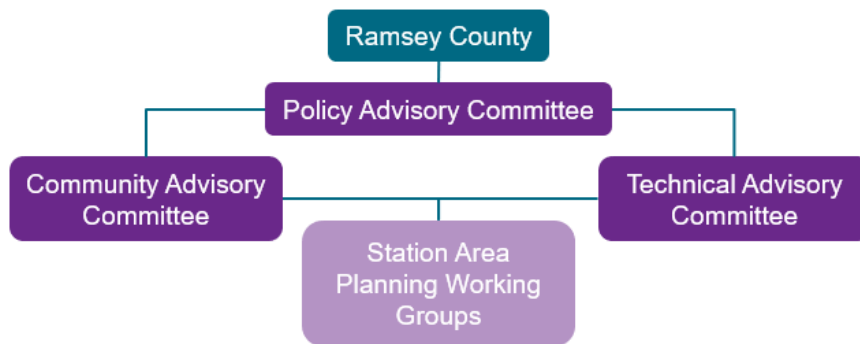 Ramsey County
Policy Advisory Committee
Community Advisory
Committee
Technical Advisory
Committee
Station Area
Planning Working
Groups